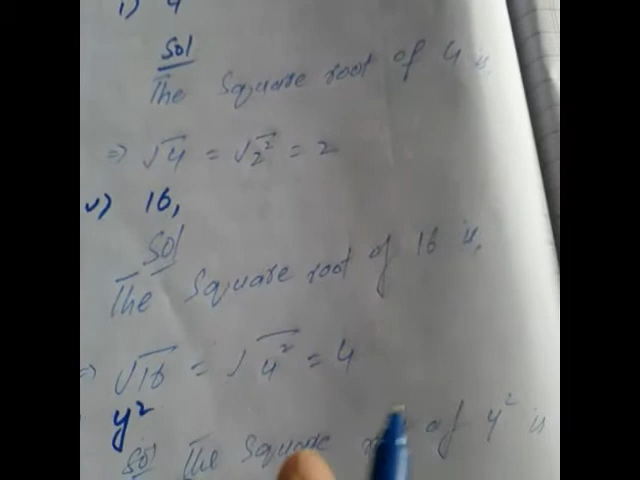 i) 4
Sol
The Square root of 4 is,
⇒ √4 = √2² = 2
v) 16,
Sol
The Square root of 16 is,
⇒ √16 = √4² = 4
y²
Sol The Square of y² is